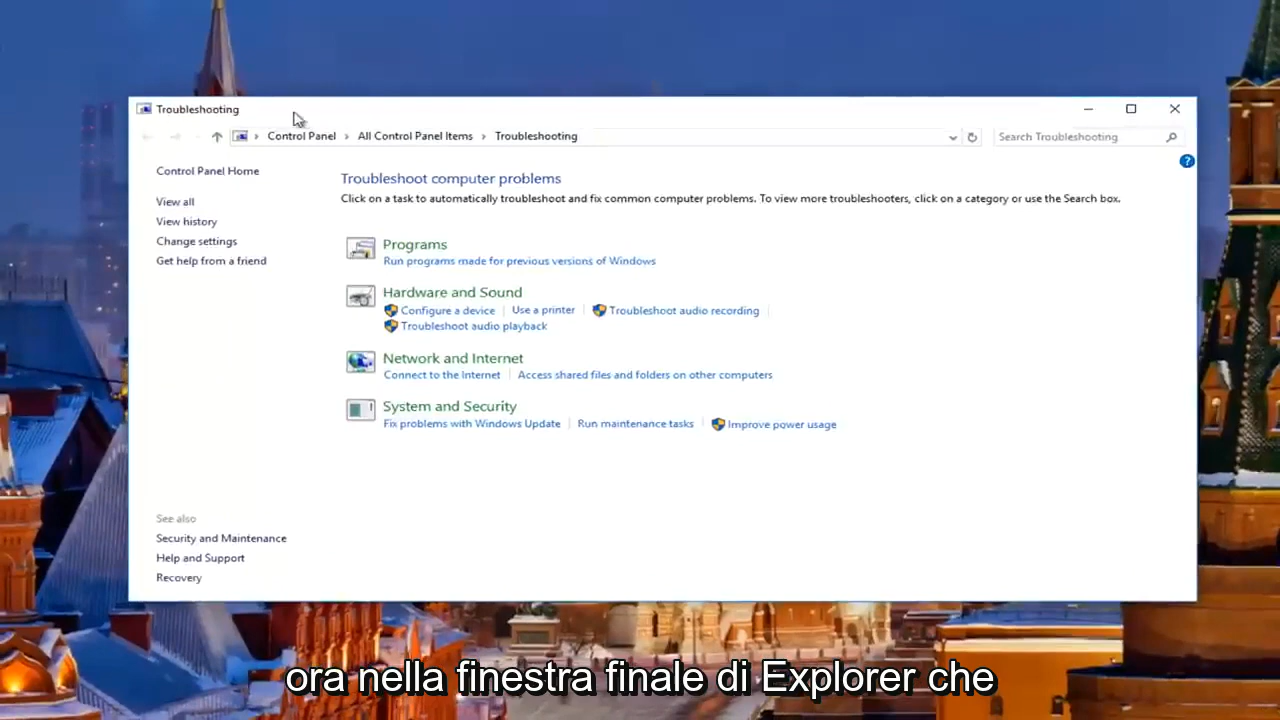 Troubleshooting
Control Panel > All Control Panel Items > Troubleshooting
Search Troubleshooting
?
Control Panel Home
View all
View history
Change settings
Get help from a friend
Troubleshoot computer problems
Click on a task to automatically troubleshoot and fix common computer problems. To view more troubleshooters, click on a category or use the Search box.
Programs
Run programs made for previous versions of Windows
Hardware and Sound
Configure a device | Use a printer | Troubleshoot audio recording |
Troubleshoot audio playback
Network and Internet
Connect to the Internet | Access shared files and folders on other computers
System and Security
Fix problems with Windows Update | Run maintenance tasks | Improve power usage
See also
Security and Maintenance
Help and Support
Recovery
ora nella finestra finale di Explorer che